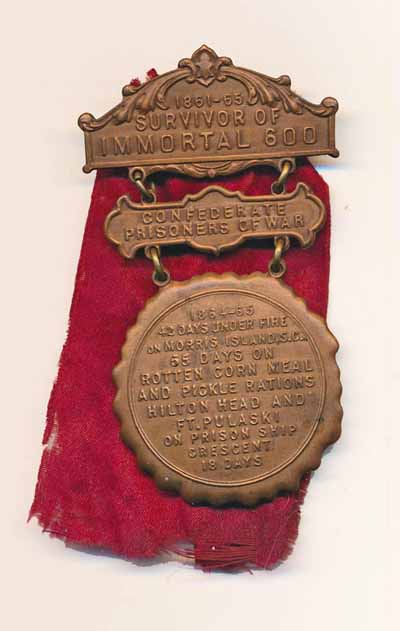 1861-65
SURVIVOR OF
IMMORTAL 600
CONFEDERATE
PRISONERS OF WAR
1864-65
42 DAYS UNDER FIRE
ON MORRIS ISLAND, S.C.
65 DAYS ON
ROTTEN CORN MEAL
AND PICKLE RATIONS
HILTON HEAD AND
FT. PULASKI
ON PRISON SHIP
CRESCENT
18 DAYS